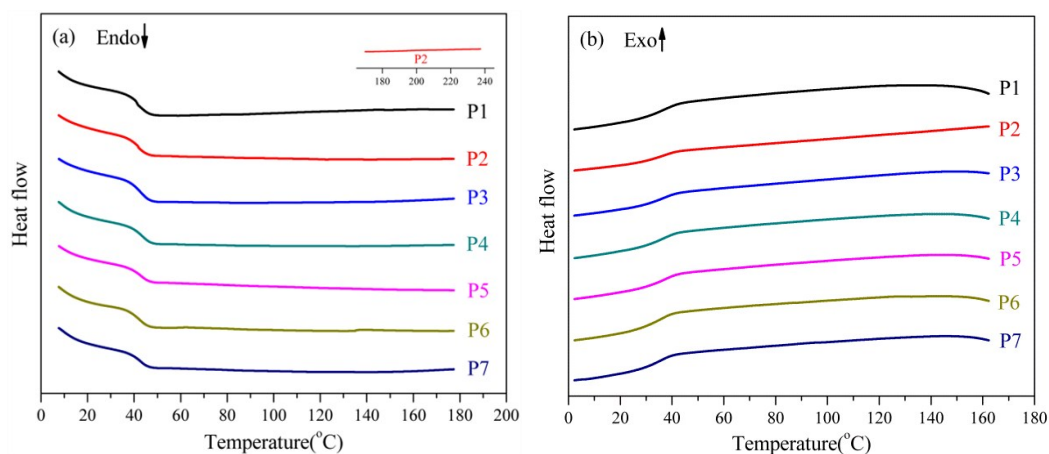 (a) Endo↓
P2
180 200 220 240
P1
P2
P3
P4
P5
P6
P7
Heat flow
0 20 40 60 80 100 120 140 160 180 200
Temperature(°C)
(b) Exo↑
P1
P2
P3
P4
P5
P6
P7
Heat flow
0 20 40 60 80 100 120 140 160
Temperature(°C)